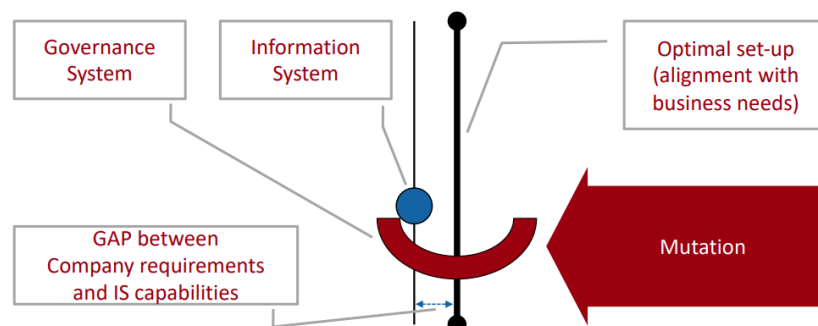 Governance
System
Information
System
Optimal set-up
(alignment with
business needs)
GAP between
Company requirements
and IS capabilities
Mutation